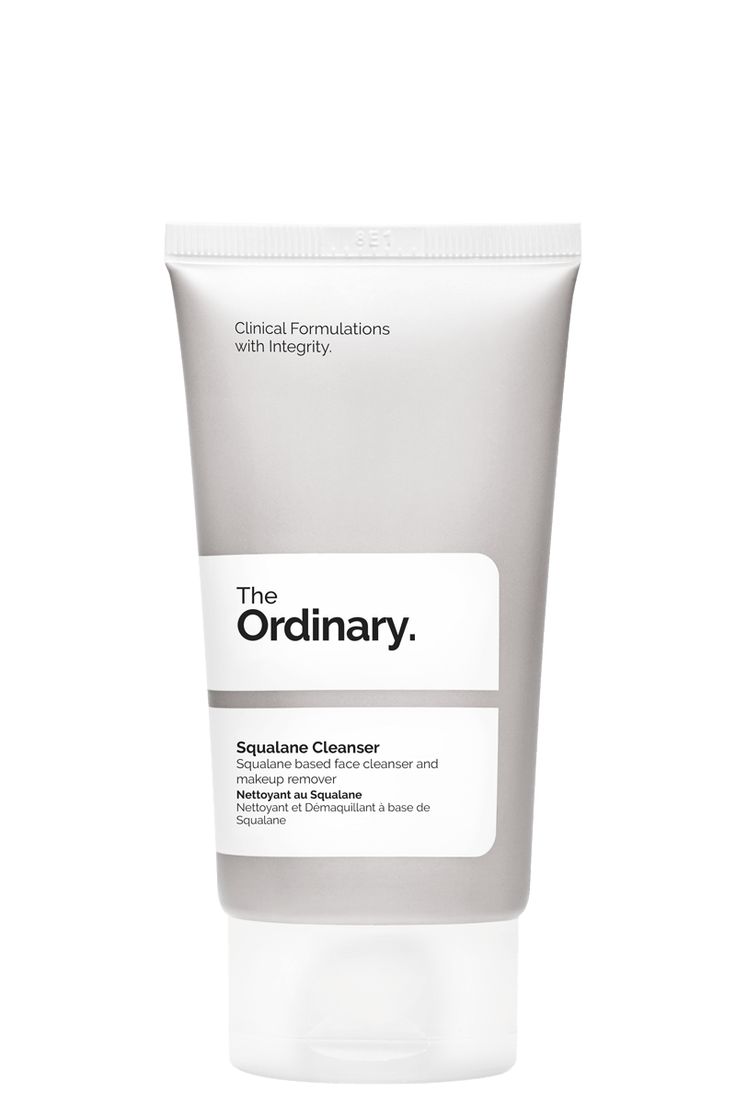 Clinical Formulations
with Integrity.
The
Ordinary.
Squalane Cleanser
Squalane based face cleanser and
makeup remover
Nettoyant au Squalane
Nettoyant et Démaquillant à base de
Squalane